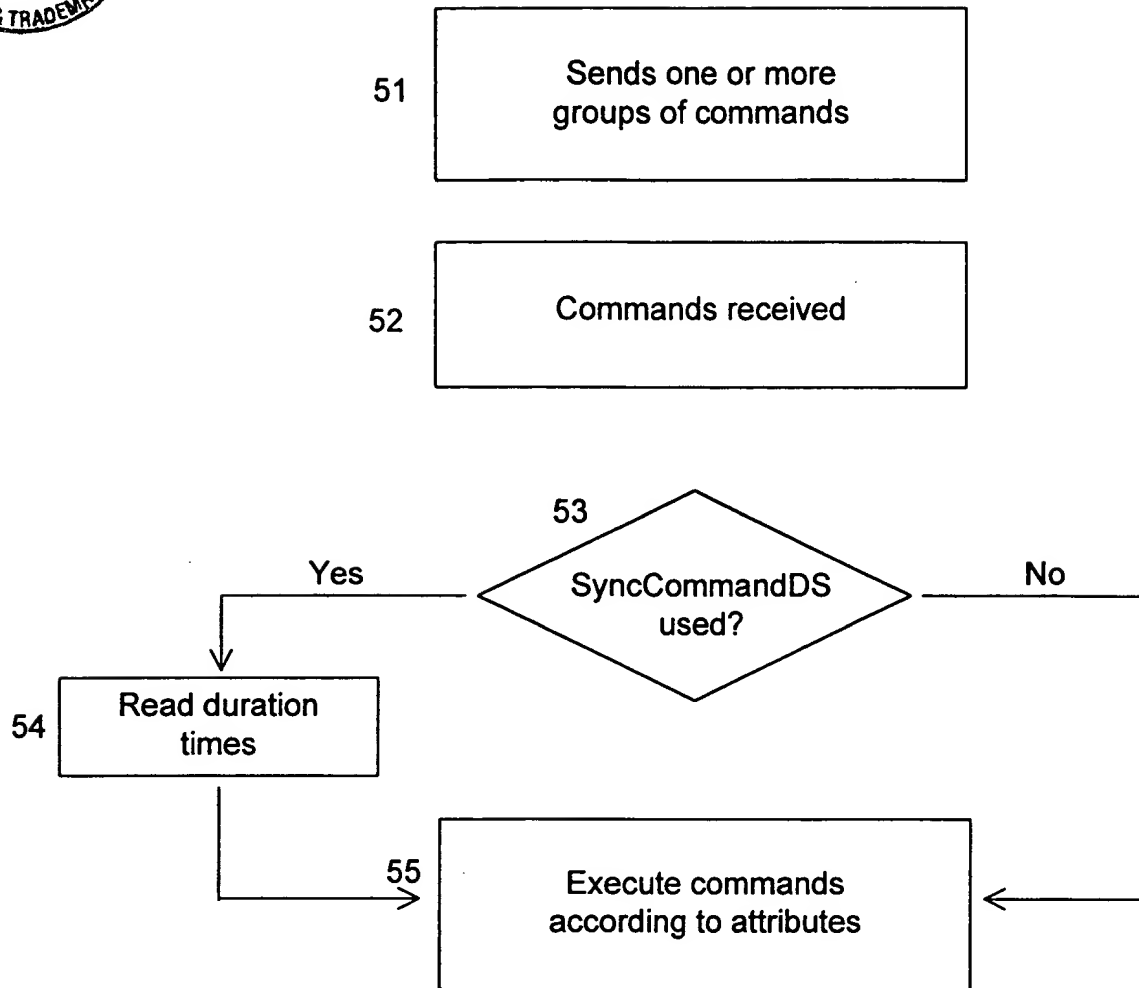 TRADEM
51
Sends one or more
groups of commands
52
Commands received
53
SyncCommandDS
used?
Yes
No
54
Read duration
times
55
Execute commands
according to attributes